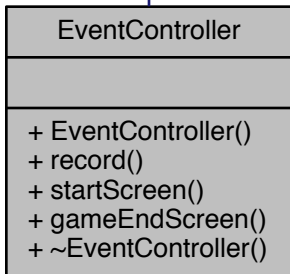 EventController
+ EventController()
+ record()
+ startScreen()
+ gameEndScreen()
+ ~EventController()